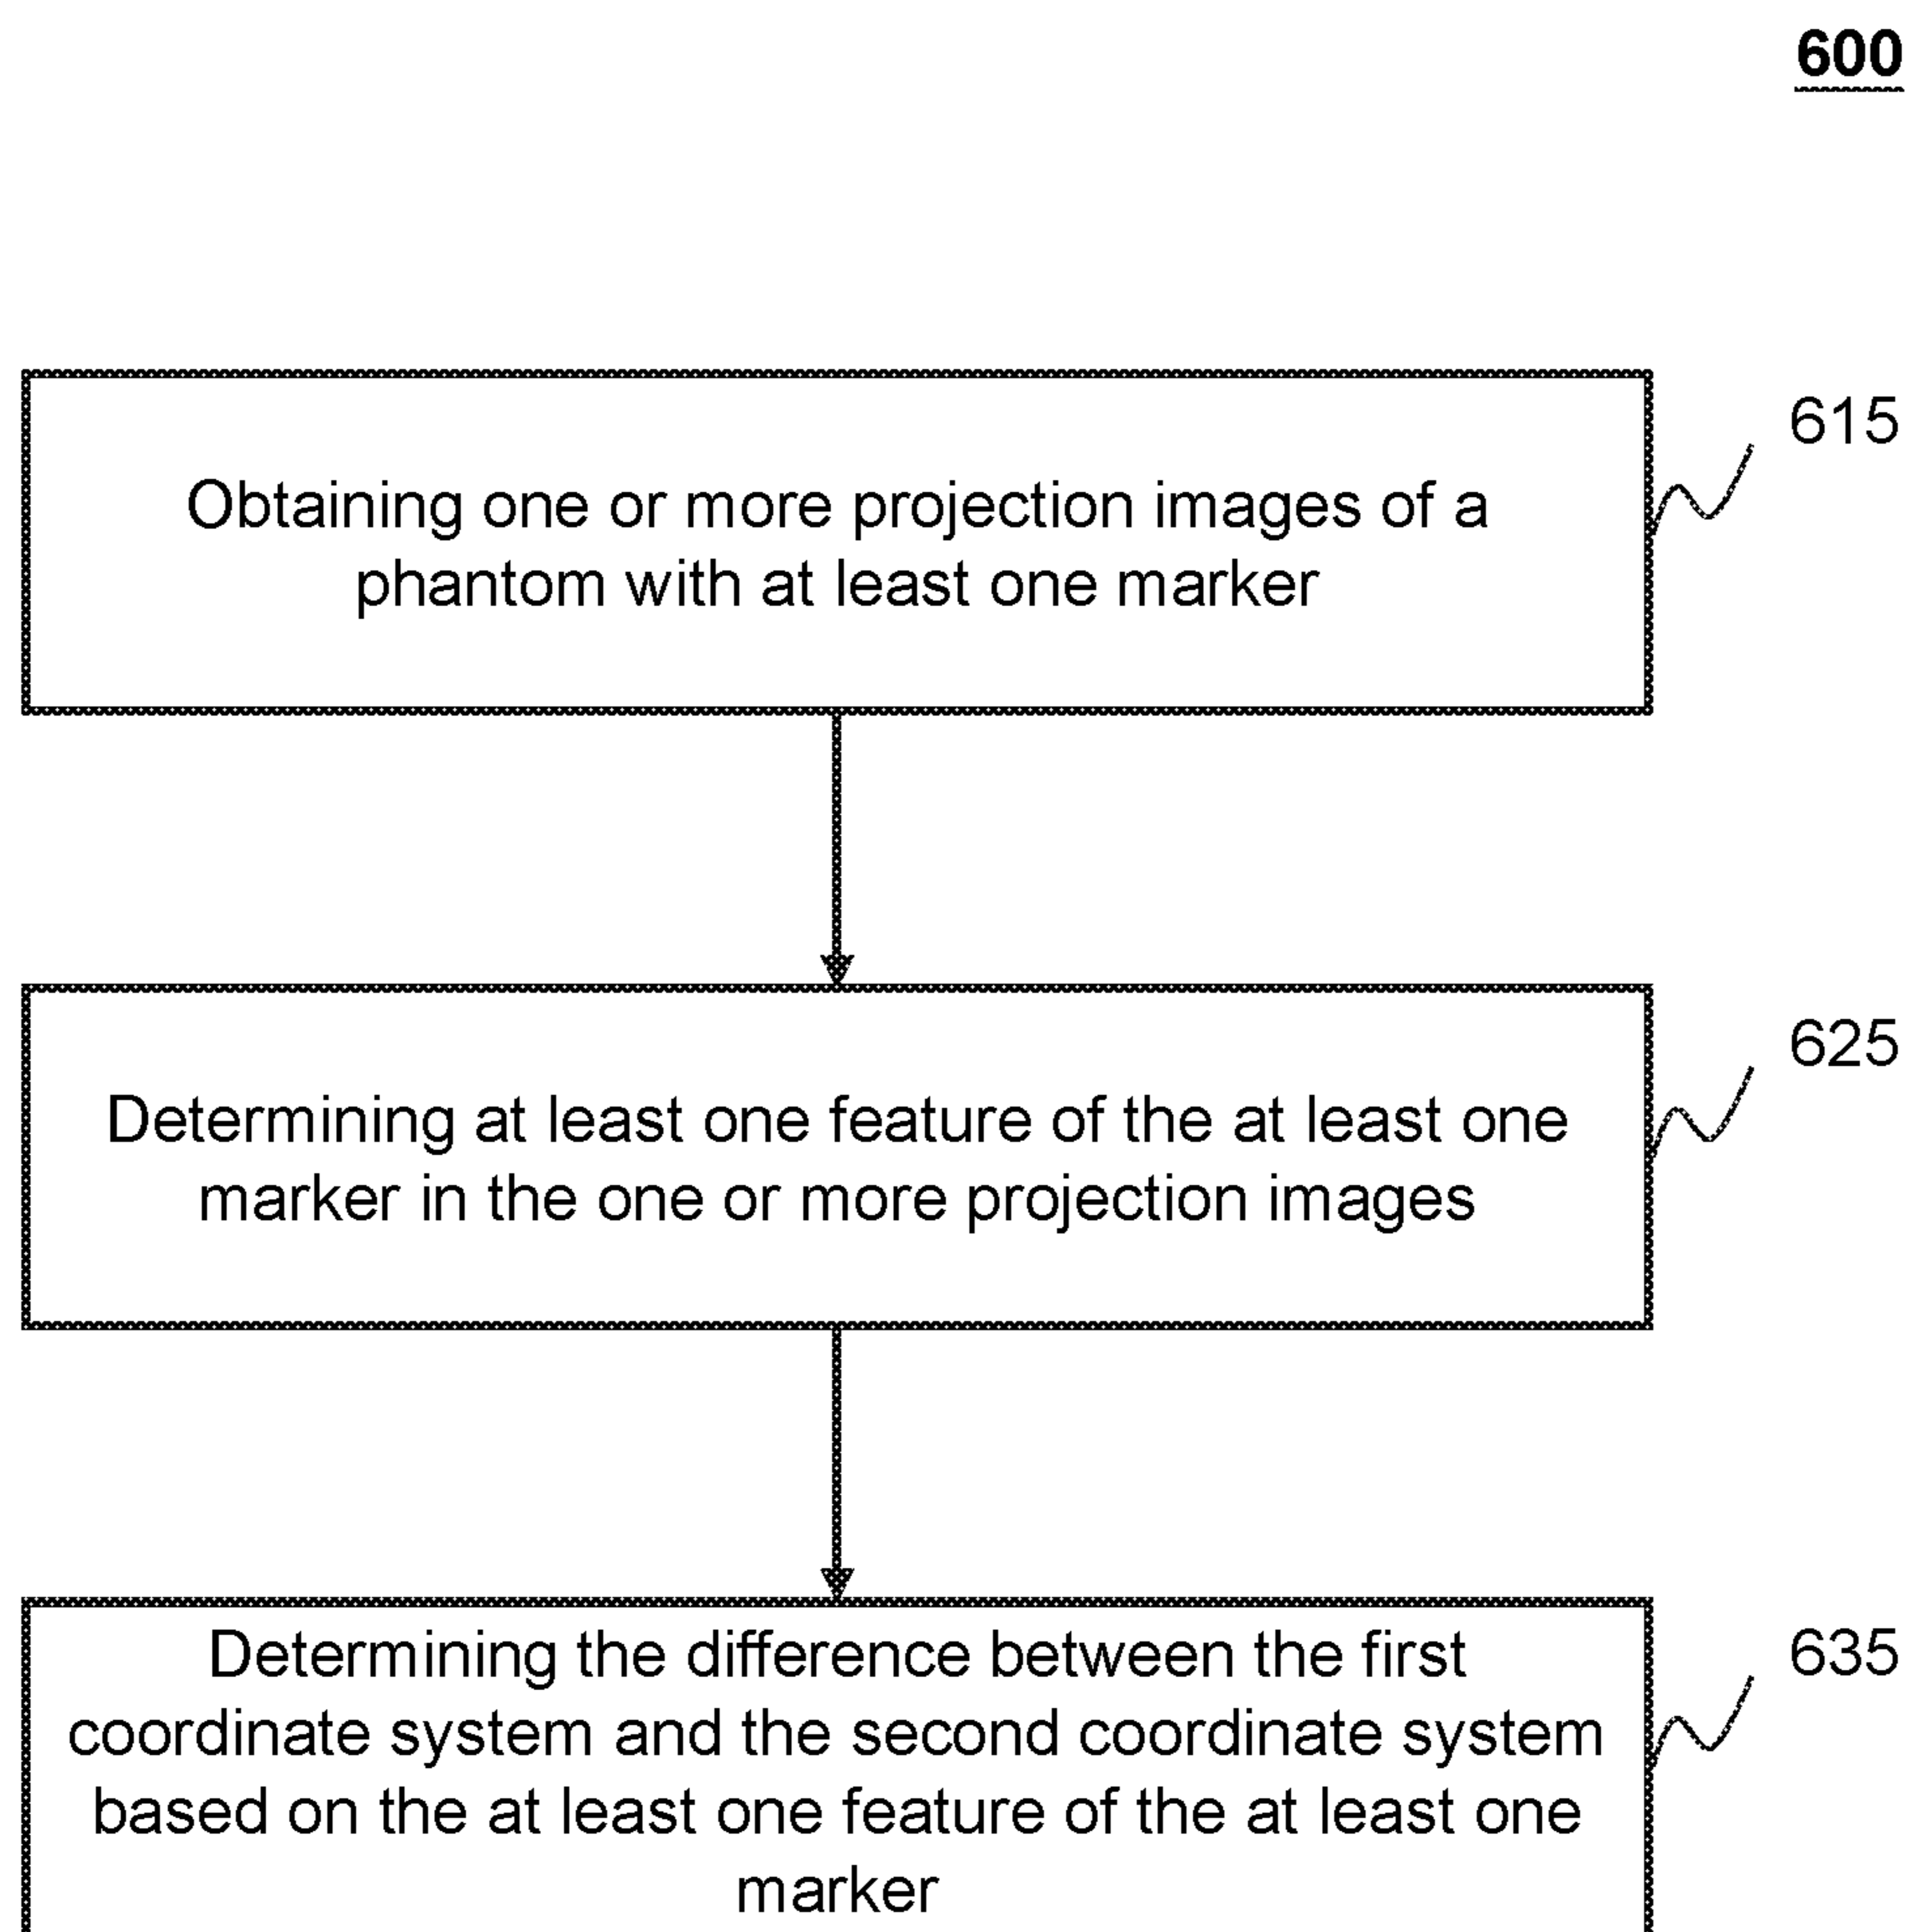 600
615
Obtaining one or more projection images of a
phantom with at least one marker
625
Determining at least one feature of the at least one
marker in the one or more projection images
635
Determining the difference between the first
coordinate system and the second coordinate system
based on the at least one feature of the at least one
marker